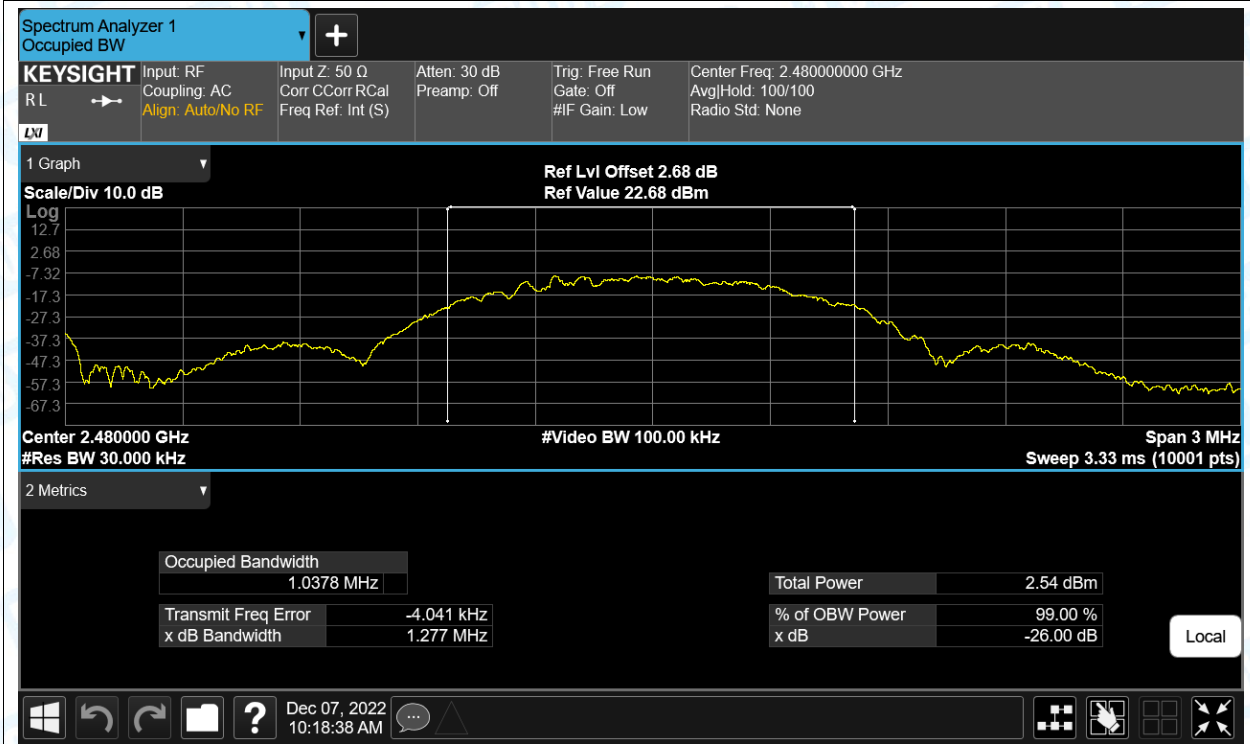 Spectrum Analyzer 1
Occupied BW
KEYSIGHT
R L
LXI
Input: RF
Coupling: AC
Align: Auto/No RF
Input Z: 50 Ω
Corr CCorr RCal
Freq Ref: Int (S)
Atten: 30 dB
Preamp: Off
Trig: Free Run
Gate: Off
#IF Gain: Low
Center Freq: 2.480000000 GHz
Avg|Hold: 100/100
Radio Std: None
1 Graph
Scale/Div 10.0 dB
Ref Lvl Offset 2.68 dB
Ref Value 22.68 dBm
Log
12.7
2.68
-7.32
-17.3
-27.3
-37.3
-47.3
-57.3
-67.3
Center 2.480000 GHz
#Res BW 30.000 kHz
#Video BW 100.00 kHz
Span 3 MHz
Sweep 3.33 ms (10001 pts)
2 Metrics
Occupied Bandwidth
1.0378 MHz
Transmit Freq Error -4.041 kHz
x dB Bandwidth 1.277 MHz
Total Power 2.54 dBm
% of OBW Power 99.00 %
x dB -26.00 dB
Local
?
Dec 07, 2022
10:18:38 AM